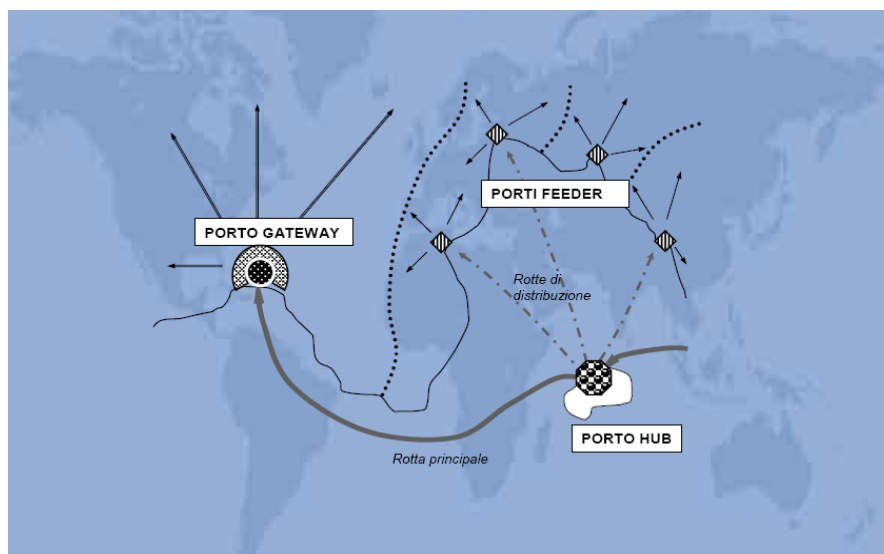 PORTI FEEDER
PORTO GATEWAY
Rotte di
distribuzione
PORTO HUB
Rotta principale